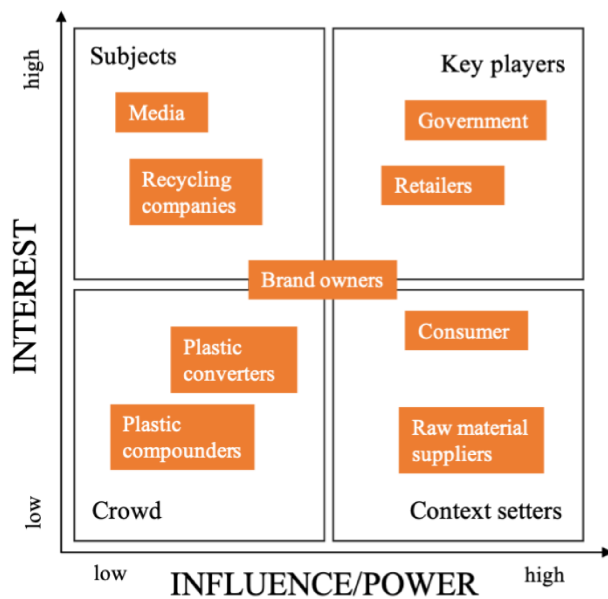 high
Subjects
Key players
Media
Government
Recycling
companies
Retailers
INTEREST
Brand owners
Consumer
Plastic
converters
Plastic
compounders
Raw material
suppliers
low
Crowd
Context setters
low
INFLUENCE/POWER
high